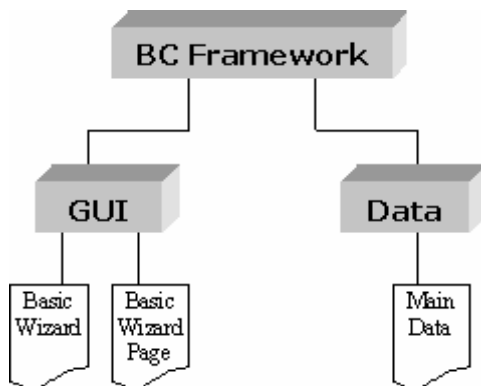 BC Framework
GUI
Data
Basic
Wizard
Basic
Wizard
Page
Main
Data